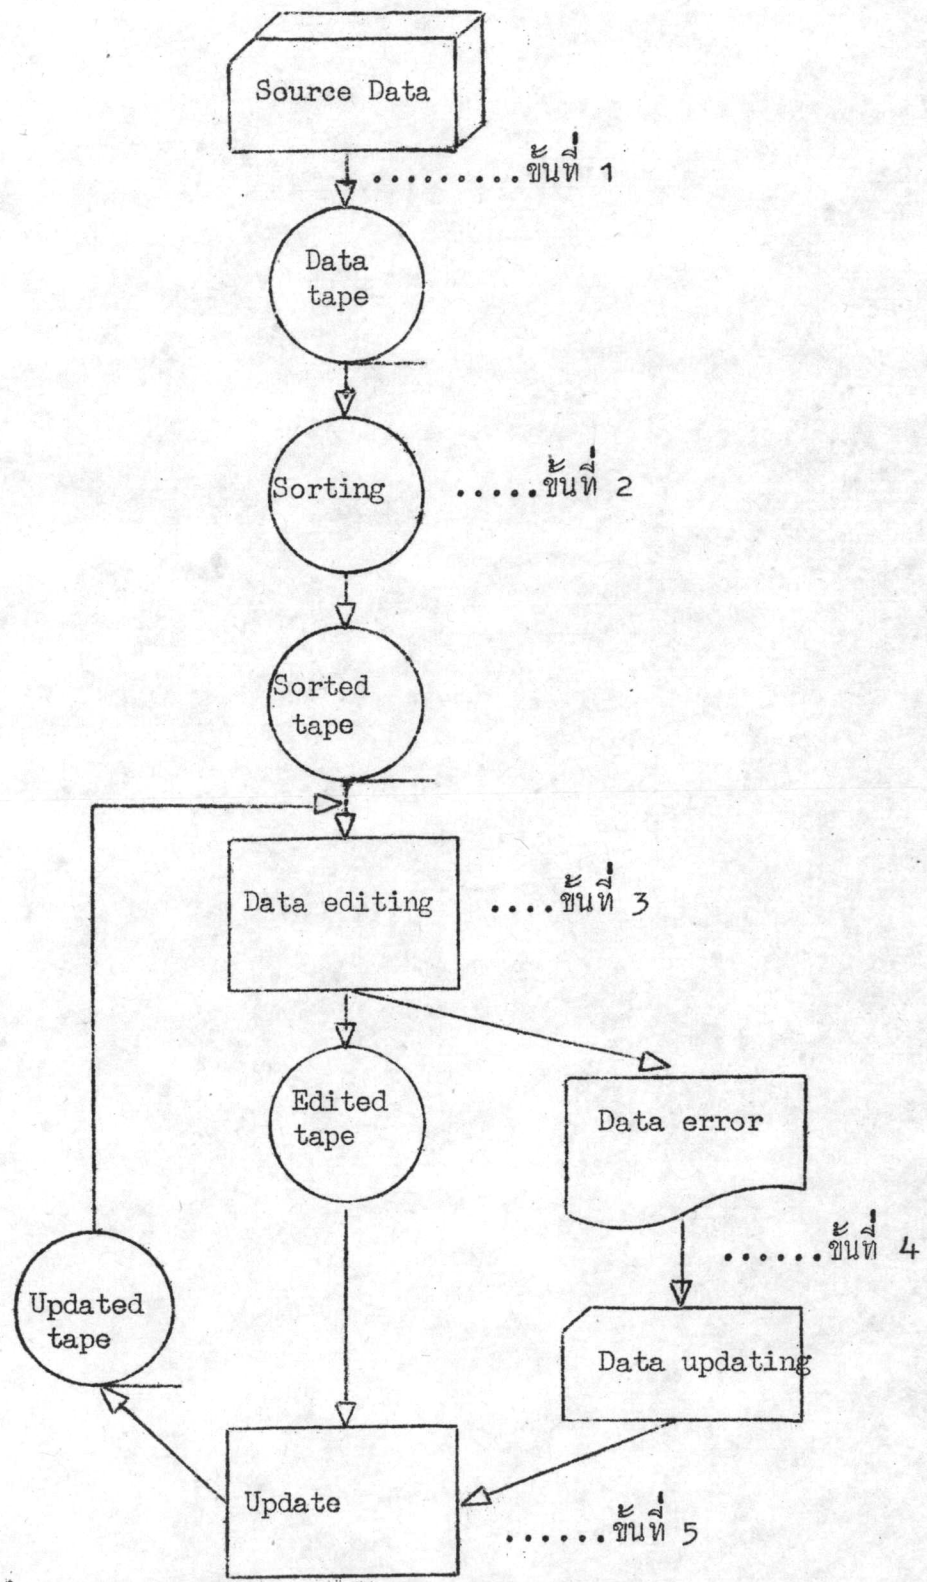 Source Data
.........ขั้นที่ 1
Data
tape
Sorting
.....ขั้นที่ 2
Sorted
tape
Data editing
....ขั้นที่ 3
Edited
tape
Data error
......ขั้นที่ 4
Updated
tape
Data updating
Update
......ขั้นที่ 5